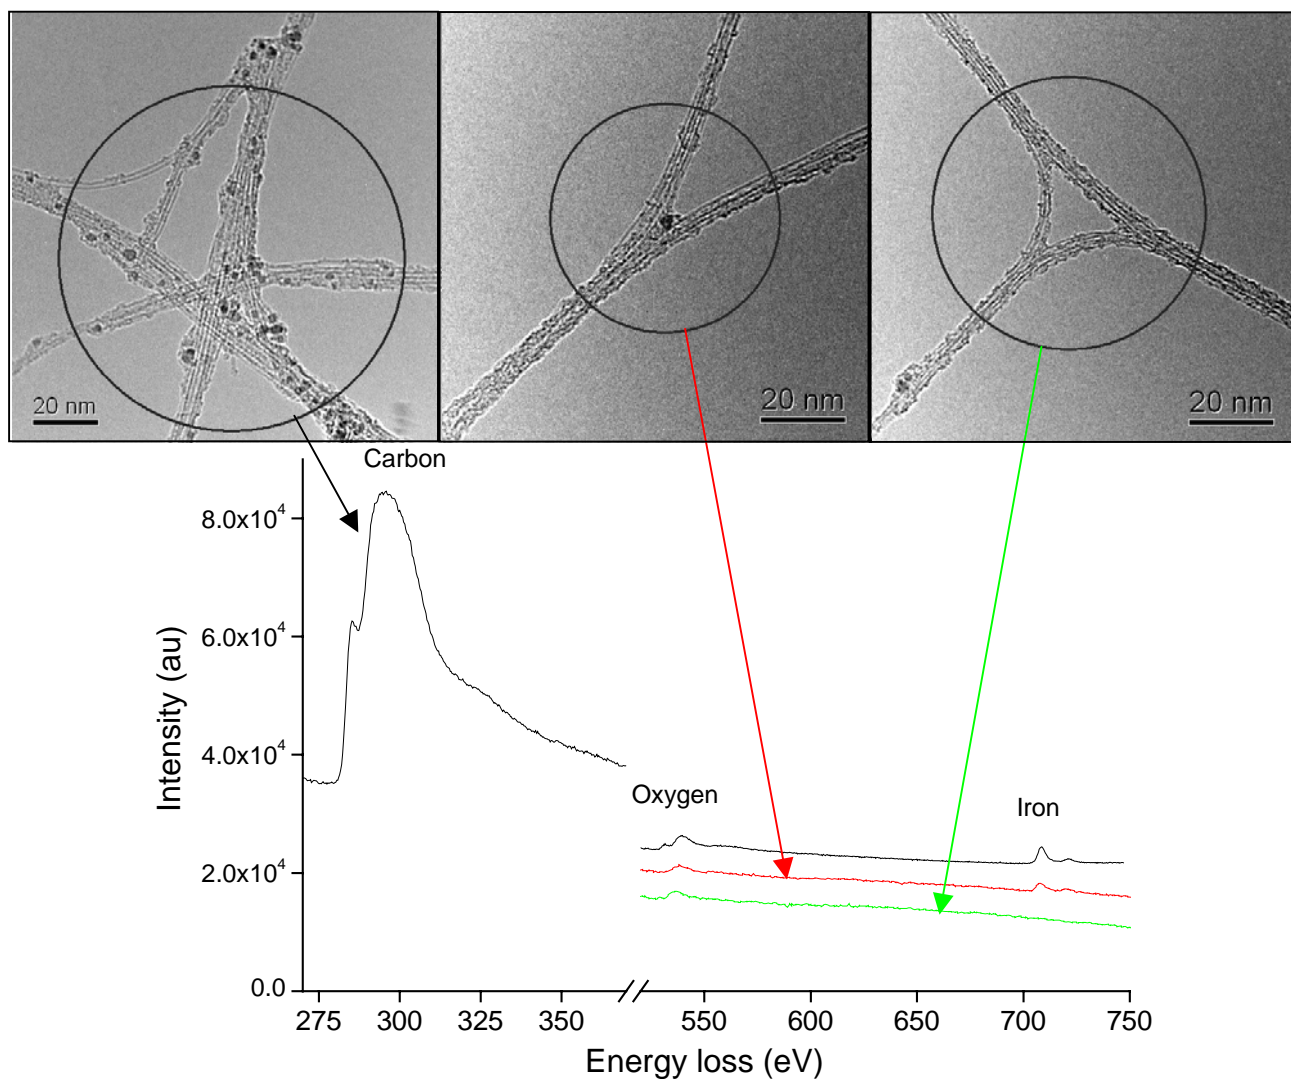 20 nm
20 nm
20 nm
Carbon
8.0x10⁴
6.0x10⁴
4.0x10⁴
2.0x10⁴
0.0
Intensity (au)
Oxygen
Iron
275 300 325 350 550 600 650 700 750
Energy loss (eV)